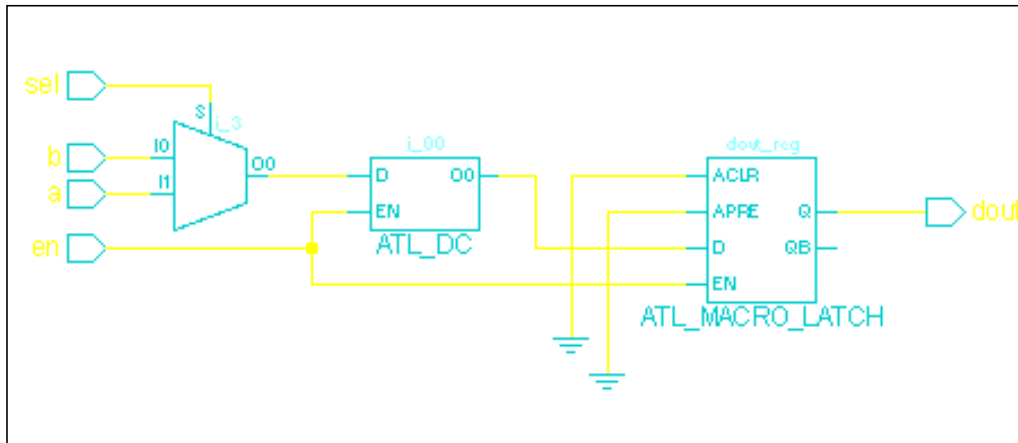 sel
S
i_3
b
I0
O0
a
I1
en
i_00
D
O0
EN
ATL_DC
dout_reg
ACLR
APRE
Q
D
QB
EN
ATL_MACRO_LATCH
dout